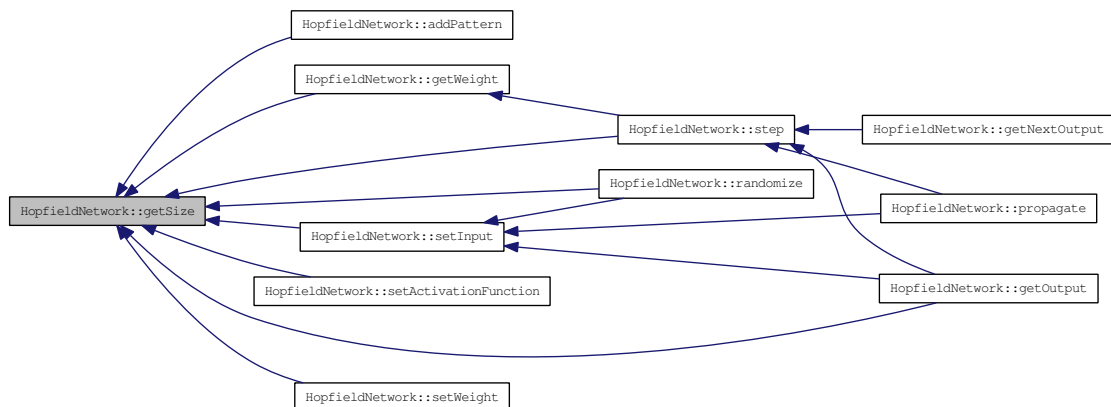 HopfieldNetwork::addPattern
HopfieldNetwork::getWeight
HopfieldNetwork::step
HopfieldNetwork::getNextOutput
HopfieldNetwork::randomize
HopfieldNetwork::getSize
HopfieldNetwork::propagate
HopfieldNetwork::setInput
HopfieldNetwork::setActivationFunction
HopfieldNetwork::getOutput
HopfieldNetwork::setWeight